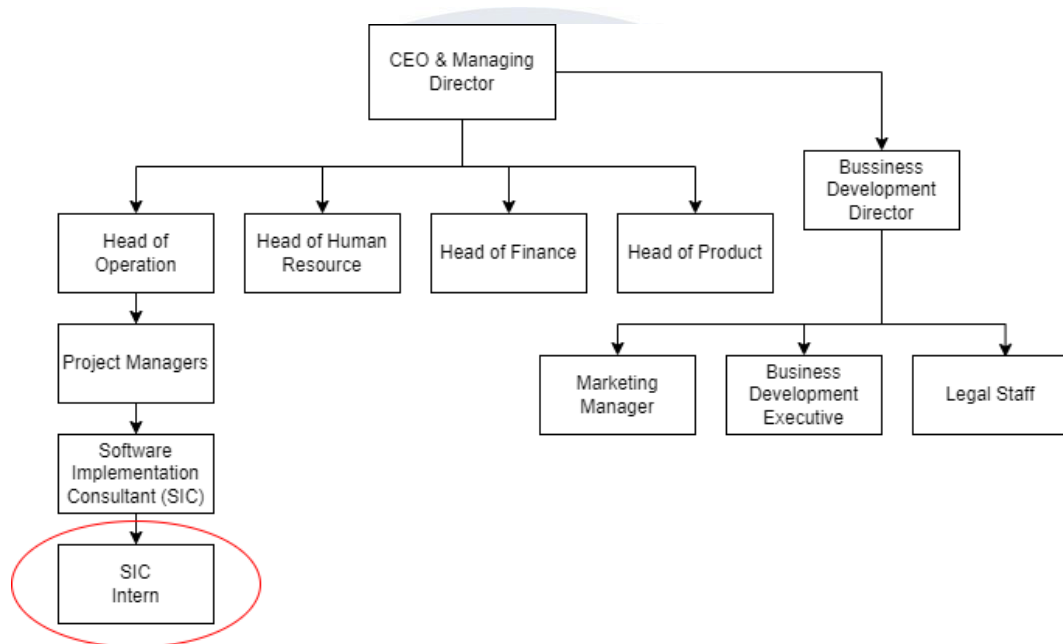 CEO & Managing
Director
Bussiness
Development
Director
Head of
Operation
Head of Human
Resource
Head of Finance
Head of Product
Project Managers
Marketing
Manager
Business
Development
Executive
Legal Staff
Software
Implementation
Consultant (SIC)
SIC
Intern